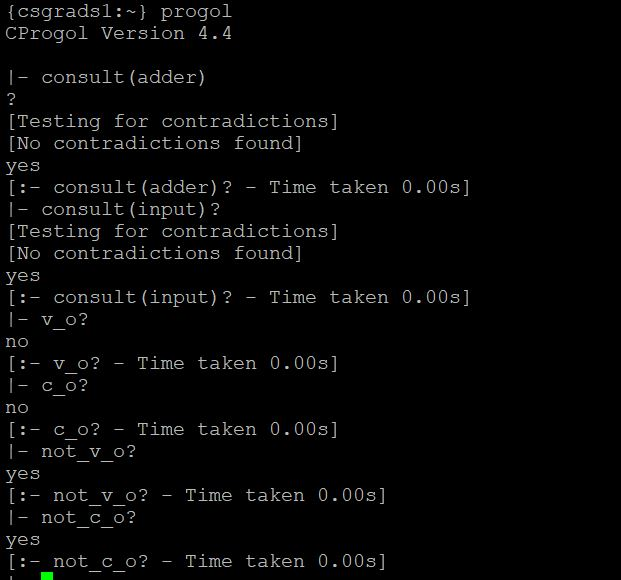 {csgrads1:~} progol
CProgol Version 4.4
|- consult(adder)
?
[Testing for contradictions]
[No contradictions found]
yes
[:- consult(adder)? - Time taken 0.00s]
|- consult(input)?
[Testing for contradictions]
[No contradictions found]
yes
[:- consult(input)? - Time taken 0.00s]
|- v_o?
no
[:- v_o? - Time taken 0.00s]
|- c_o?
no
[:- c_o? - Time taken 0.00s]
|- not_v_o?
yes
[:- not_v_o? - Time taken 0.00s]
|- not_c_o?
yes
[:- not_c_o? - Time taken 0.00s]